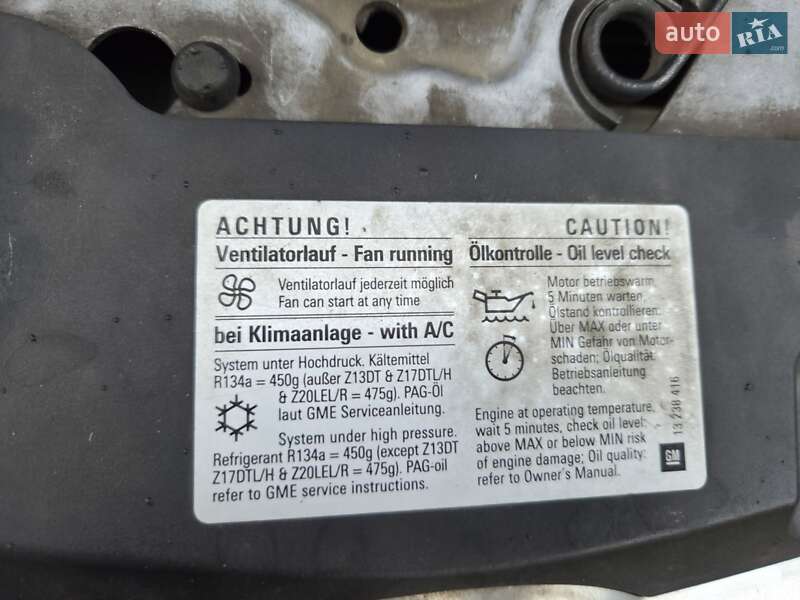 auto RIA.com
ACHTUNG!
CAUTION!
Ventilatorlauf - Fan running
Ventilatorlauf jederzeit möglich
Fan can start at any time
bei Klimaanlage - with A/C
System unter Hochdruck. Kältemittel
R134a = 450g (außer Z13DT & Z17DTL/H
& Z20LEL/R = 475g). PAG-Öl
laut GME Serviceanleitung.
System under high pressure.
Refrigerant R134a = 450g (except Z13DT
Z17DTL/H & Z20LEL/R = 475g). PAG-oil
refer to GME service instructions.
Ölkontrolle - Oil level check
Motor betriebswarm,
5 Minuten warten,
Ölstand kontrollieren:
Über MAX oder unter
MIN Gefahr von Motor-
schaden; Ölqualität:
Betriebsanleitung
beachten.
Engine at operating temperature,
wait 5 minutes, check oil level:
above MAX or below MIN risk
of engine damage; Oil quality:
refer to Owner's Manual.
13 238 416
GM